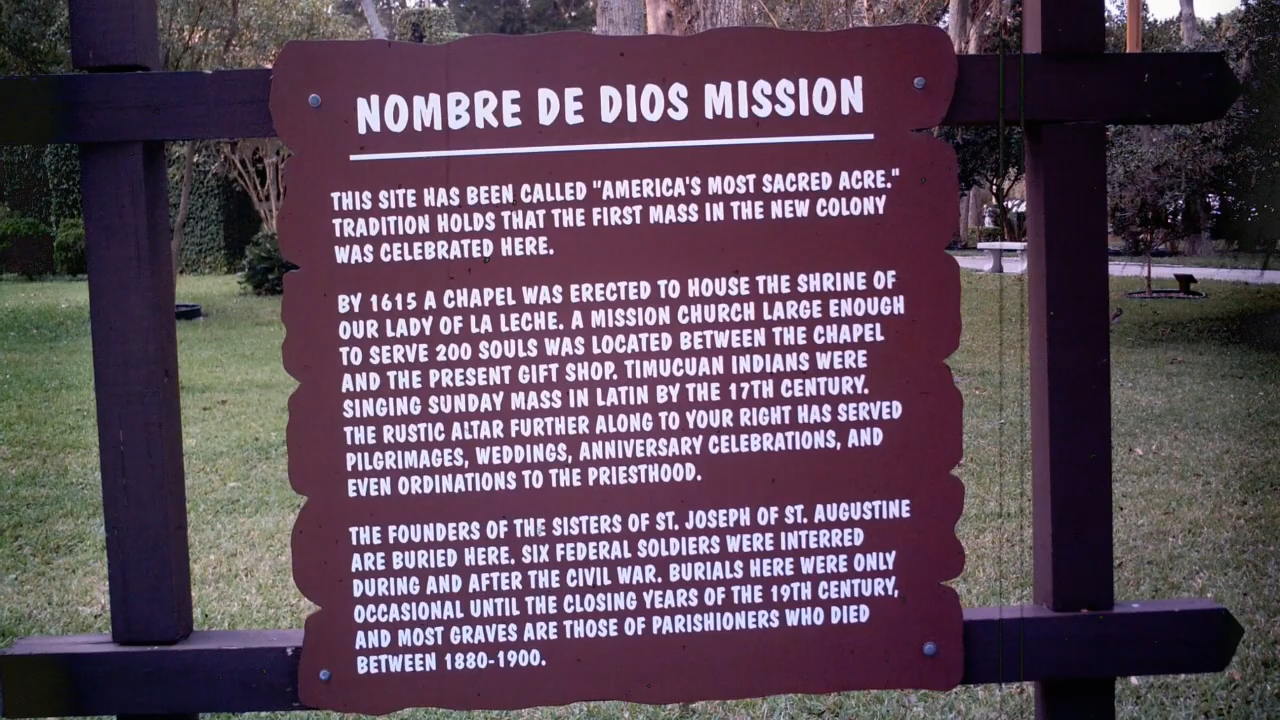 NOMBRE DE DIOS MISSION
THIS SITE HAS BEEN CALLED "AMERICA'S MOST SACRED ACRE."
TRADITION HOLDS THAT THE FIRST MASS IN THE NEW COLONY
WAS CELEBRATED HERE.
BY 1615 A CHAPEL WAS ERECTED TO HOUSE THE SHRINE OF
OUR LADY OF LA LECHE. A MISSION CHURCH LARGE ENOUGH
TO SERVE 200 SOULS WAS LOCATED BETWEEN THE CHAPEL
AND THE PRESENT GIFT SHOP. TIMUCUAN INDIANS WERE
SINGING SUNDAY MASS IN LATIN BY THE 17TH CENTURY.
THE RUSTIC ALTAR FURTHER ALONG TO YOUR RIGHT HAS SERVED
PILGRIMAGES, WEDDINGS, ANNIVERSARY CELEBRATIONS, AND
EVEN ORDINATIONS TO THE PRIESTHOOD.
THE FOUNDERS OF THE SISTERS OF ST. JOSEPH OF ST. AUGUSTINE
ARE BURIED HERE. SIX FEDERAL SOLDIERS WERE INTERRED
DURING AND AFTER THE CIVIL WAR. BURIALS HERE WERE ONLY
OCCASIONAL UNTIL THE CLOSING YEARS OF THE 19TH CENTURY,
AND MOST GRAVES ARE THOSE OF PARISHIONERS WHO DIED
BETWEEN 1880-1900.